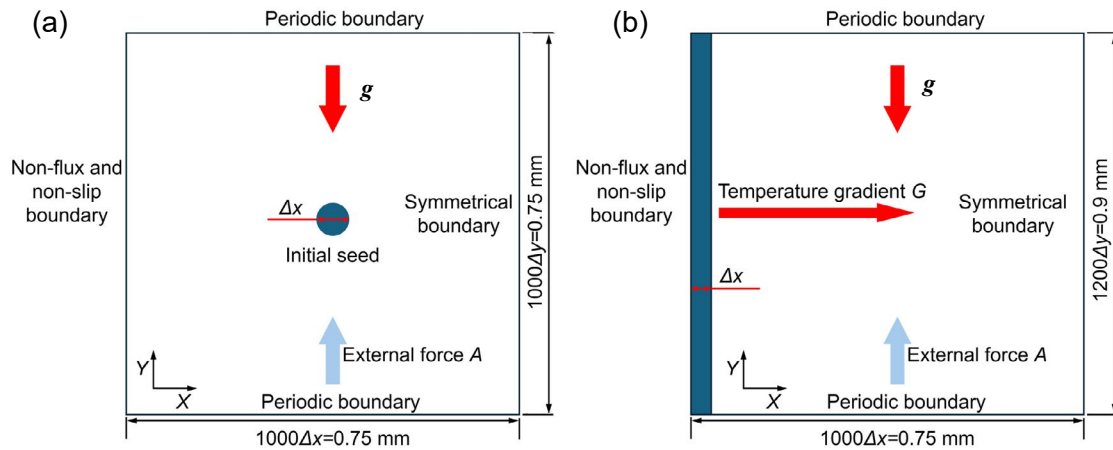 (a)
Periodic boundary
g
Non-flux and
non-slip
boundary
Δx
Initial seed
Symmetrical
boundary
1000Δy=0.75 mm
External force A
Y
X
Periodic boundary
1000Δx=0.75 mm
(b)
Periodic boundary
g
Non-flux and
non-slip
boundary
Temperature gradient G
Symmetrical
boundary
Δx
1200Δy=0.9 mm
External force A
Y
X
Periodic boundary
1000Δx=0.75 mm